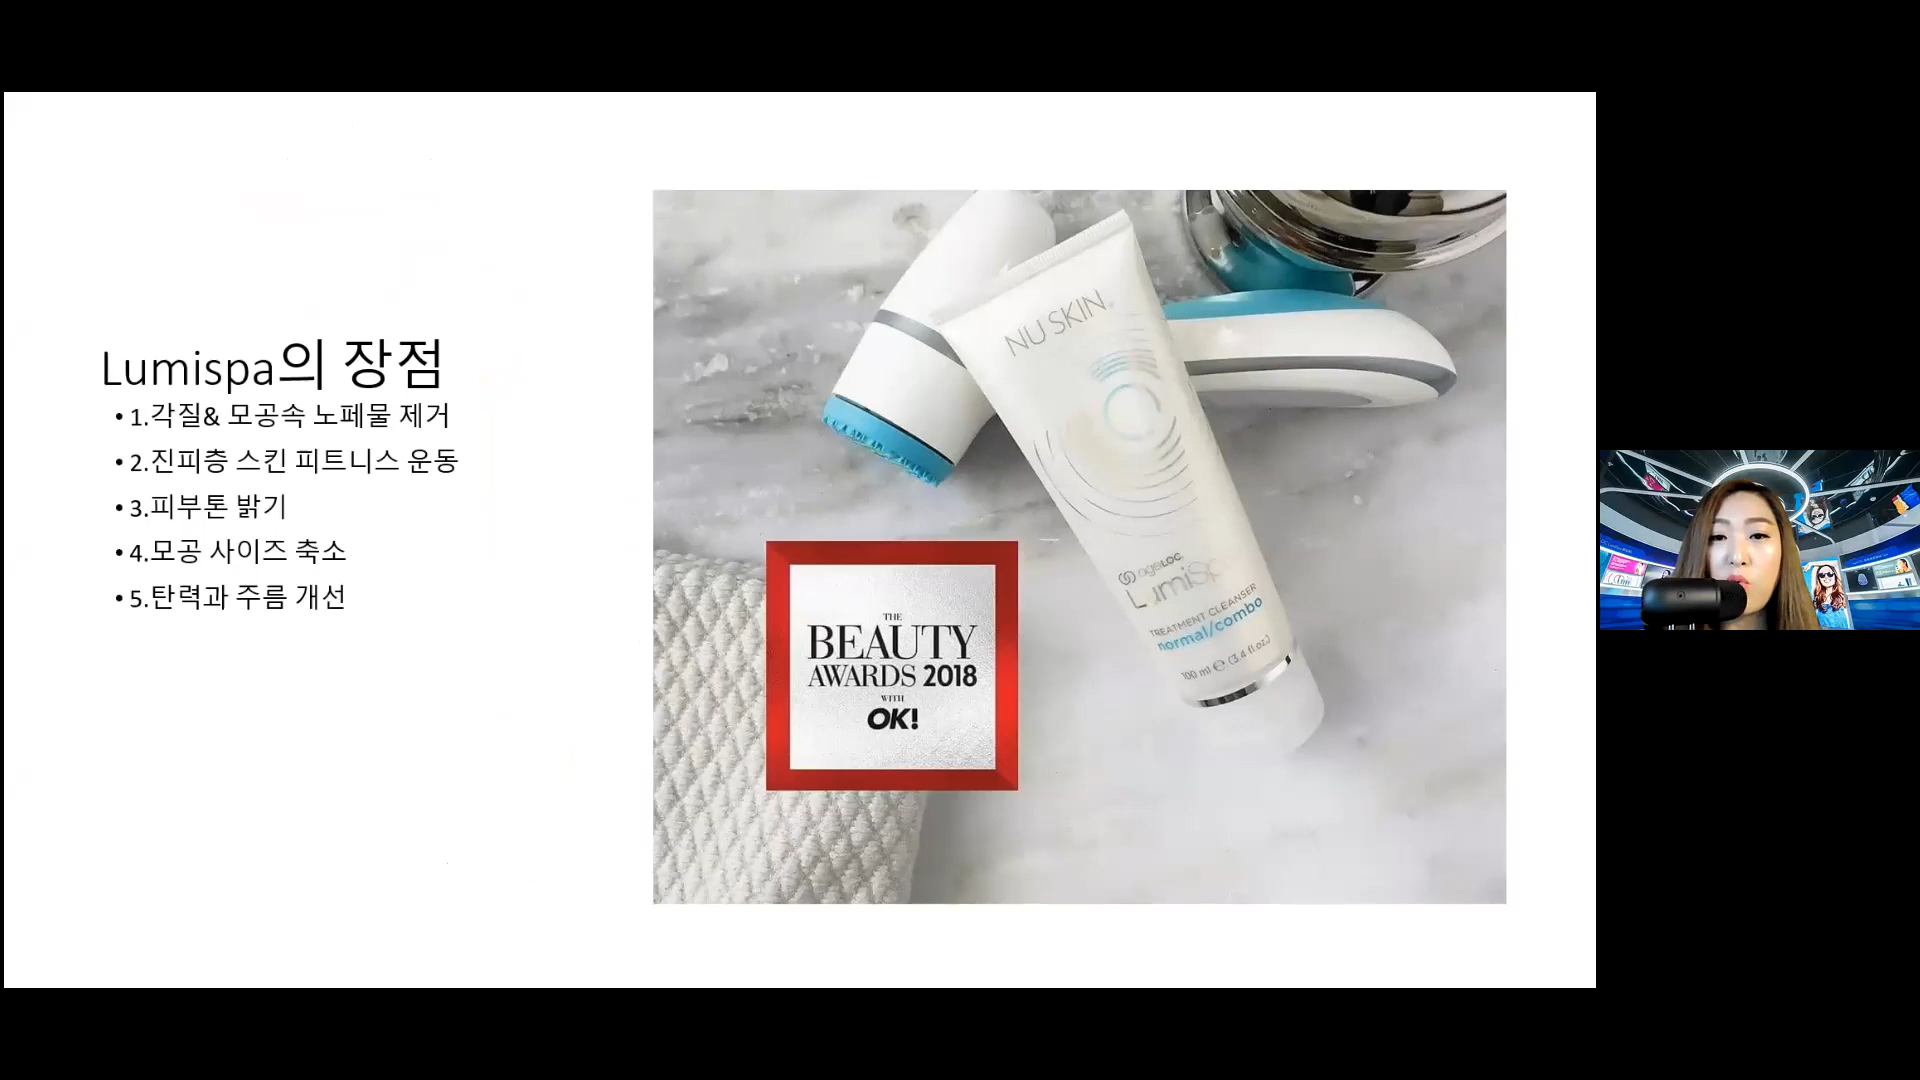 Lumispa의 장점
• 1.각질& 모공속 노폐물 제거
• 2.진피층 스킨 피트니스 운동
• 3.피부톤 밝기
• 4.모공 사이즈 축소
• 5.탄력과 주름 개선
NU SKIN
ageLOC
LumiSpa
TREATMENT CLEANSER
normal/combo
100 ml e (3.4 fl.oz.)
THE
BEAUTY
AWARDS 2018
WITH
OK!